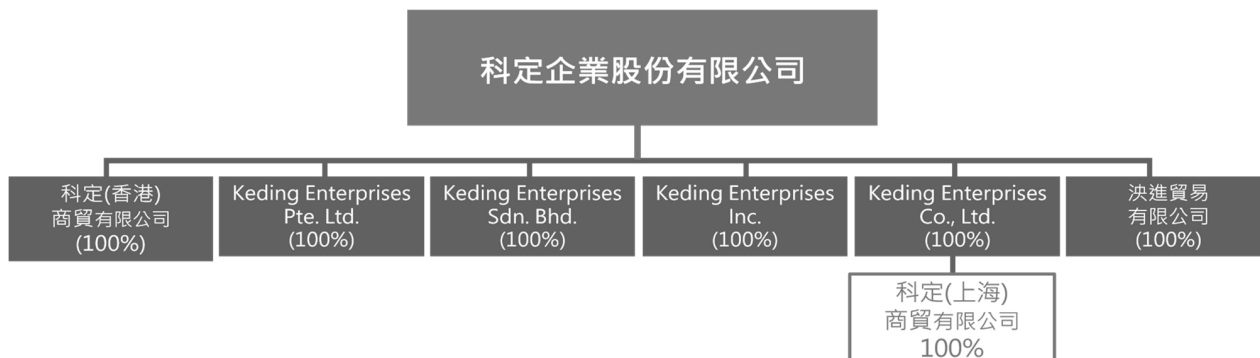 科定企業股份有限公司
科定(香港)
商貿有限公司
(100%)
Keding Enterprises
Pte. Ltd.
(100%)
Keding Enterprises
Sdn. Bhd.
(100%)
Keding Enterprises
Inc.
(100%)
Keding Enterprises
Co., Ltd.
(100%)
泱進貿易
有限公司
(100%)
科定(上海)
商貿有限公司
100%